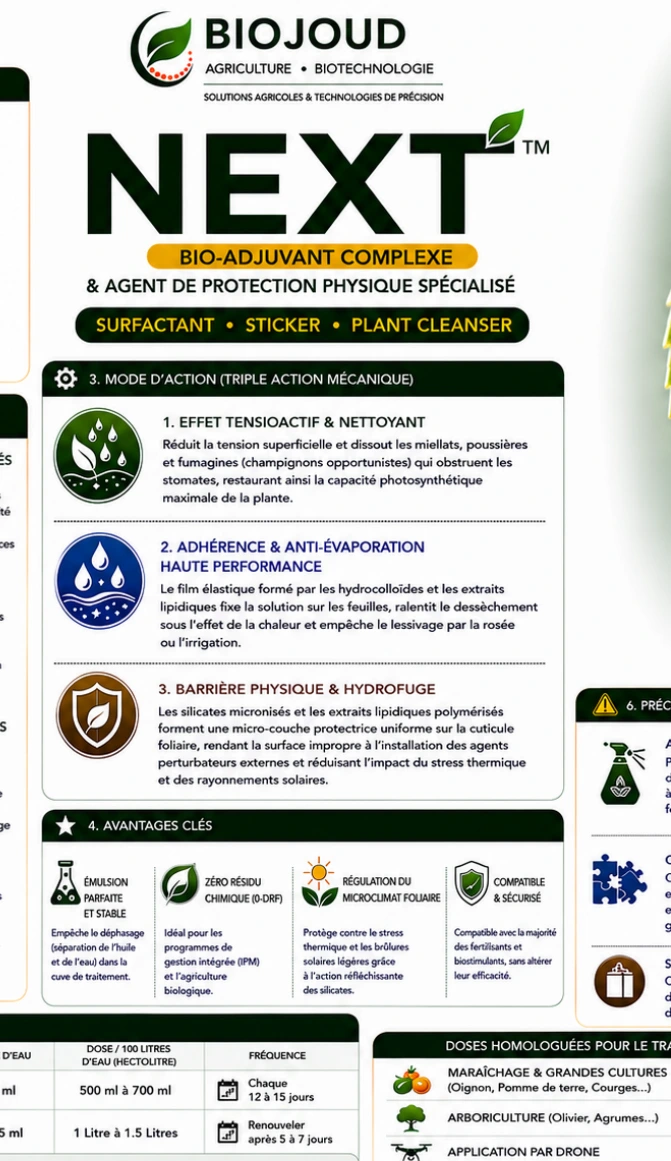 BIOJOUD
AGRICULTURE • BIOTECHNOLOGIE
SOLUTIONS AGRICOLES & TECHNOLOGIES DE PRÉCISION
NEXT™
BIO-ADJUVANT COMPLEXE
& AGENT DE PROTECTION PHYSIQUE SPÉCIALISÉ
SURFACTANT • STICKER • PLANT CLEANSER
3. MODE D'ACTION (TRIPLE ACTION MÉCANIQUE)
1. EFFET TENSIOACTIF & NETTOYANT
Réduit la tension superficielle et dissout les miellats, poussières
et fumagines (champignons opportunistes) qui obstruent les
stomates, restaurant ainsi la capacité photosynthétique
maximale de la plante.
2. ADHÉRENCE & ANTI-ÉVAPORATION
HAUTE PERFORMANCE
Le film élastique formé par les hydrocolloïdes et les extraits
lipidiques fixe la solution sur les feuilles, ralentit le dessèchement
sous l'effet de la chaleur et empêche le lessivage par la rosée
ou l'irrigation.
3. BARRIÈRE PHYSIQUE & HYDROFUGE
Les silicates micronisés et les extraits lipidiques polymérisés
forment une micro-couche protectrice uniforme sur la cuticule
foliaire, rendant la surface impropre à l'installation des agents
perturbateurs externes et réduisant l'impact du stress thermique
et des rayonnements solaires.
4. AVANTAGES CLÉS
ÉMULSION
PARFAITE
ET STABLE
Empêche le déphasage
(séparation de l'huile
et de l'eau) dans la
cuve de traitement.
ZÉRO RÉSIDU
CHIMIQUE (0-DRF)
Idéal pour les
programmes de
gestion intégrée (IPM)
et l'agriculture
biologique.
RÉGULATION DU
MICROCLIMAT FOLIAIRE
Protège contre le stress
thermique et les brûlures
solaires légères grâce
à l'action réfléchissante
des silicates.
COMPATIBLE
& SÉCURISÉ
Compatible avec la majorité
des fertilisants et
biostimulants, sans altérer
leur efficacité.
6. PRÉC
D'EAU
DOSE / 100 LITRES
D'EAU (HECTOLITRE)
FRÉQUENCE
ml
500 ml à 700 ml
Chaque
12 à 15 jours
5 ml
1 Litre à 1.5 Litres
Renouveler
après 5 à 7 jours
DOSES HOMOLOGUÉES POUR LE TRA
MARAÎCHAGE & GRANDES CULTURES
(Oignon, Pomme de terre, Courges...)
ARBORICULTURE (Olivier, Agrumes...)
APPLICATION PAR DRONE